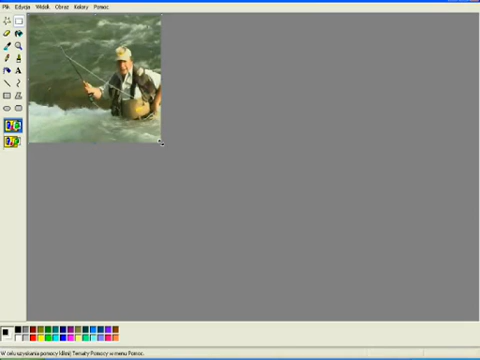 Plik Edycja Widok Obraz Kolory Pomoc
A
W celu uzyskania pomocy kliknij Tematy Pomocy w menu Pomoc.